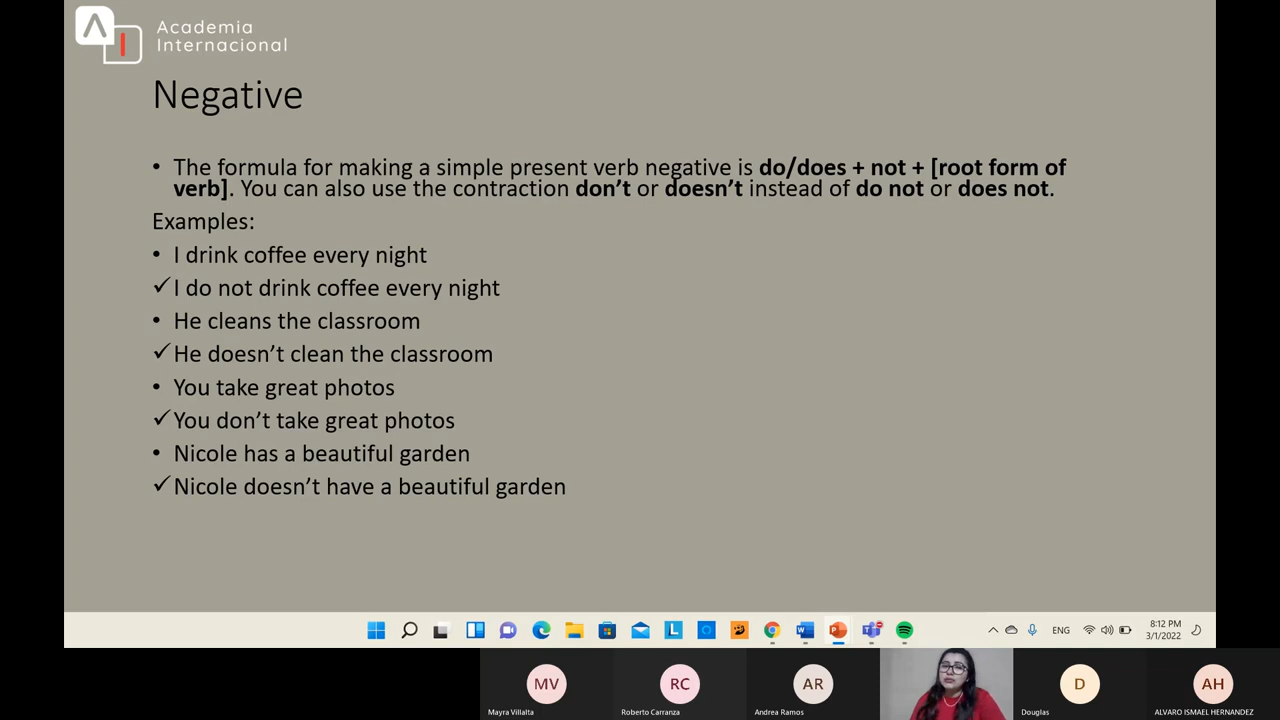 Academia
Internacional
Negative
• The formula for making a simple present verb negative is do/does + not + [root form of
verb]. You can also use the contraction don’t or doesn’t instead of do not or does not.
Examples:
• I drink coffee every night
✓I do not drink coffee every night
• He cleans the classroom
✓He doesn’t clean the classroom
• You take great photos
✓You don’t take great photos
• Nicole has a beautiful garden
✓Nicole doesn’t have a beautiful garden
ENG
8:12 PM
3/1/2022
MV
RC
AR
D
AH
Mayra Villalta
Roberto Carranza
Andrea Ramos
Douglas
ALVARO ISMAEL HERNANDEZ